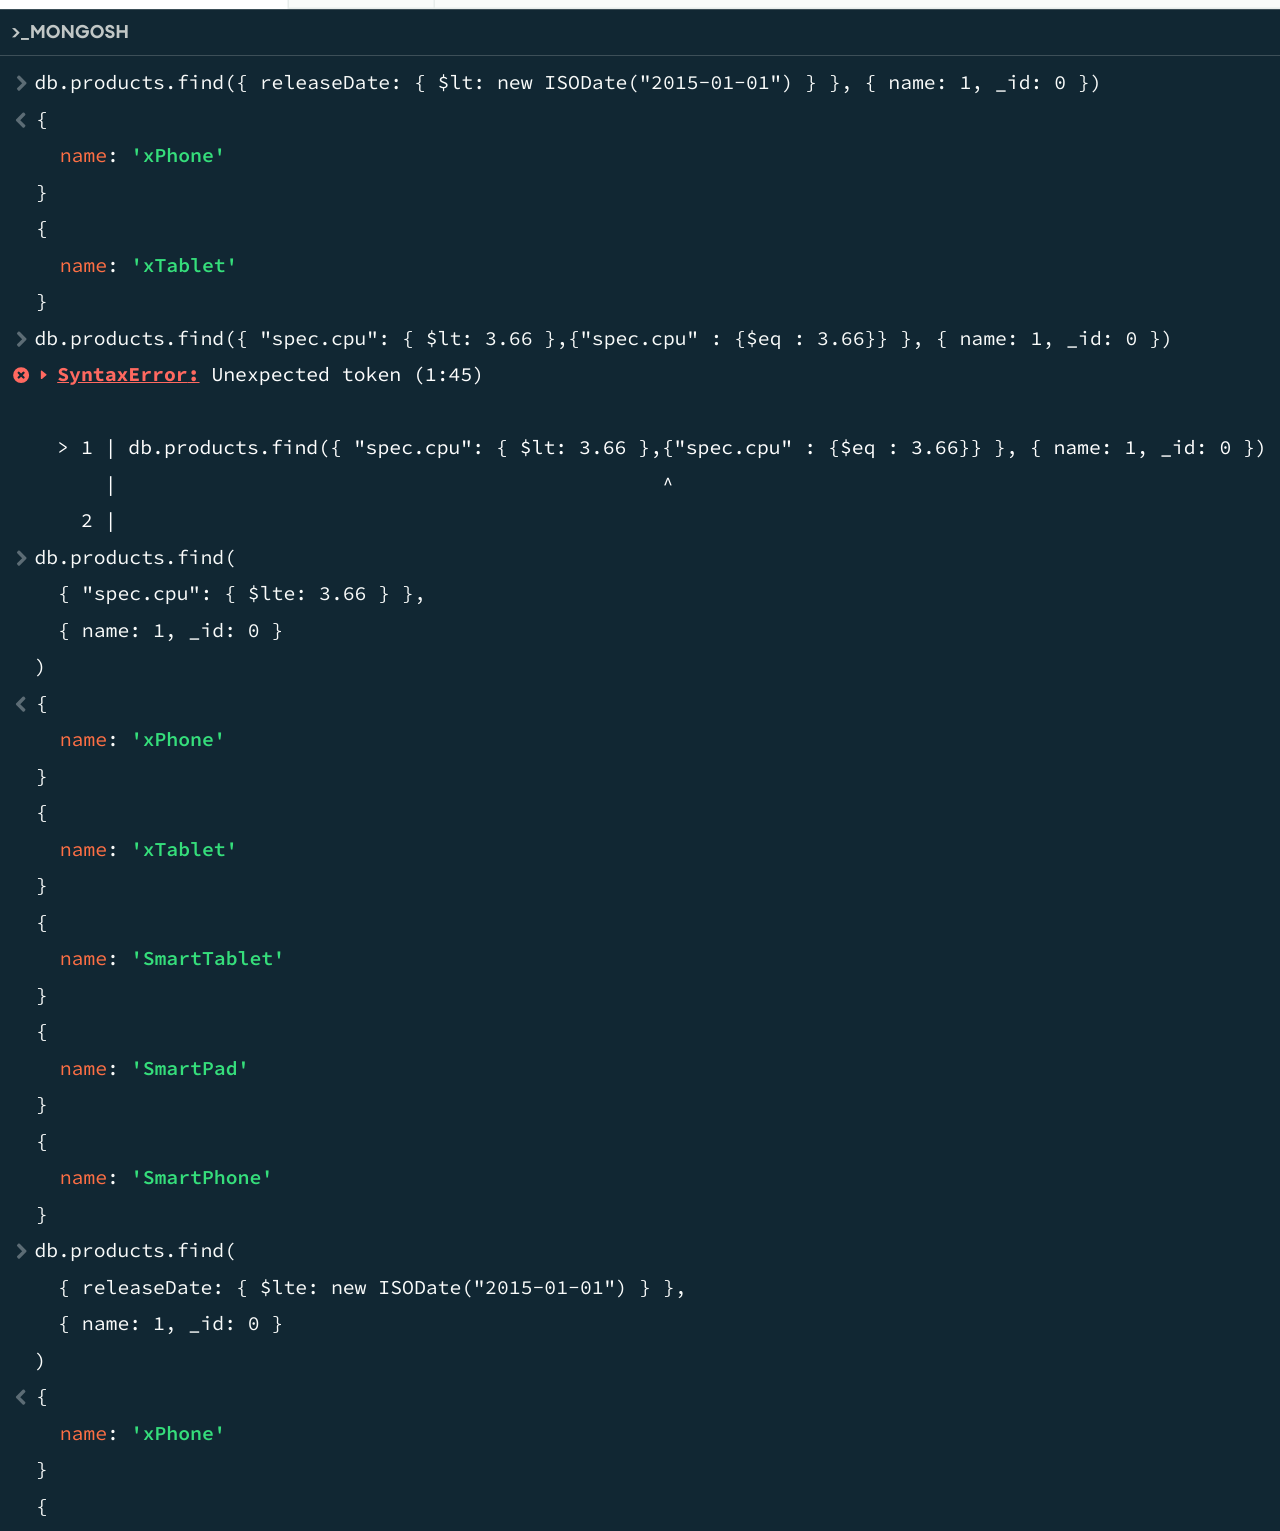 >_MONGOSH
> db.products.find({ releaseDate: { $lt: new ISODate("2015-01-01") } }, { name: 1, _id: 0 })
< {
name: 'xPhone'
}
{
name: 'xTablet'
}
> db.products.find({ "spec.cpu": { $lt: 3.66 },{"spec.cpu" : {$eq : 3.66}} }, { name: 1, _id: 0 })
SyntaxError: Unexpected token (1:45)
> 1 | db.products.find({ "spec.cpu": { $lt: 3.66 },{"spec.cpu" : {$eq : 3.66}} }, { name: 1, _id: 0 })
| ^
2 |
> db.products.find(
{ "spec.cpu": { $lte: 3.66 } },
{ name: 1, _id: 0 }
)
< {
name: 'xPhone'
}
{
name: 'xTablet'
}
{
name: 'SmartTablet'
}
{
name: 'SmartPad'
}
{
name: 'SmartPhone'
}
> db.products.find(
{ releaseDate: { $lte: new ISODate("2015-01-01") } },
{ name: 1, _id: 0 }
)
< {
name: 'xPhone'
}
{